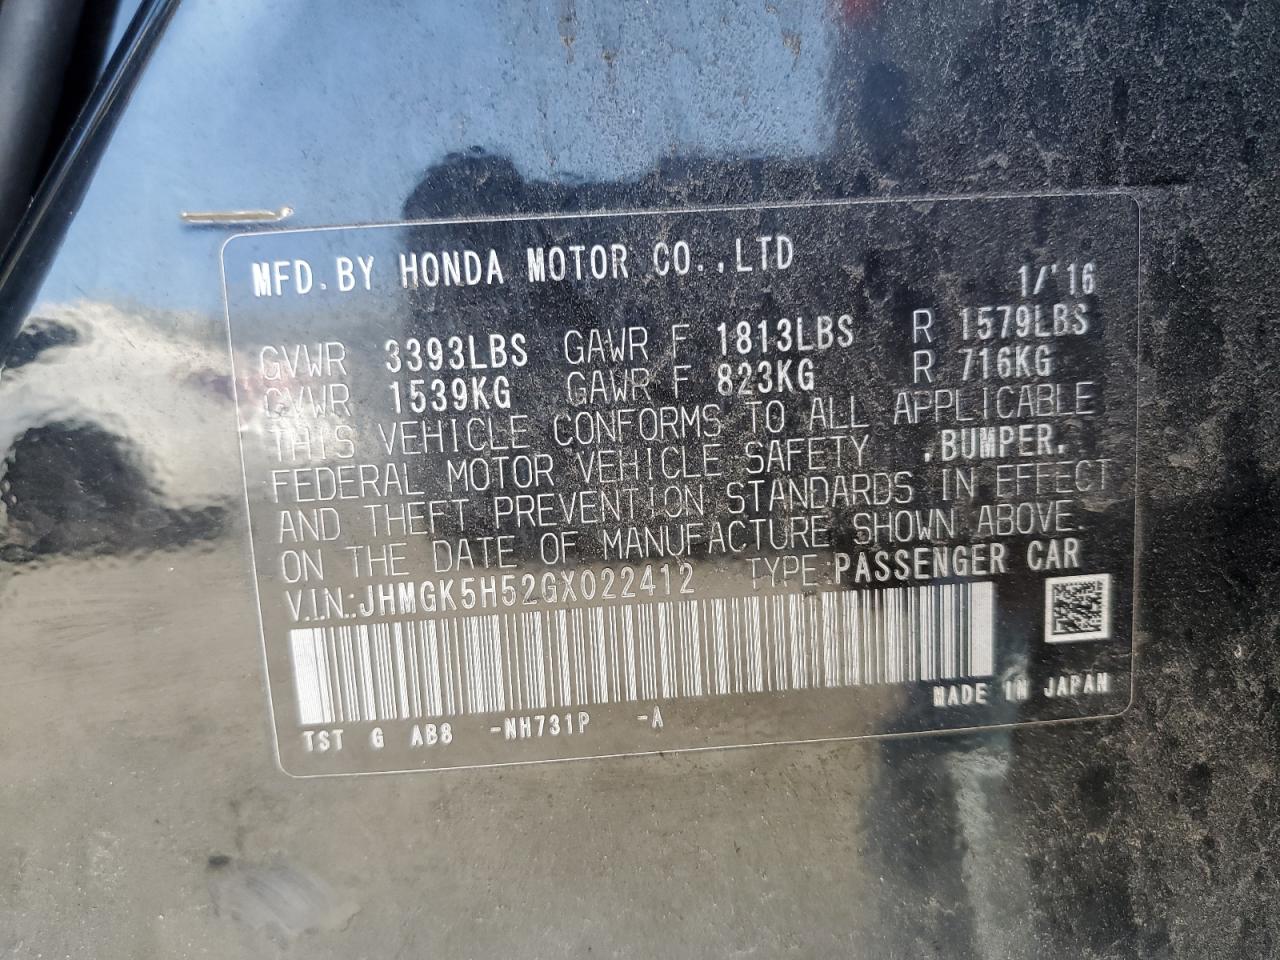 MFD. BY HONDA MOTOR CO.,LTD 1/'16
GVWR 3393LBS GAWR F 1813LBS R 1579LBS
GVWR 1539KG GAWR F 823KG R 716KG
THIS VEHICLE CONFORMS TO ALL APPLICABLE
FEDERAL MOTOR VEHICLE SAFETY ,BUMPER,
AND THEFT PREVENTION STANDARDS IN EFFECT
ON THE DATE OF MANUFACTURE SHOWN ABOVE.
V.I.N.:JHMGK5H52GX022412 TYPE:PASSENGER CAR
MADE IN JAPAN
TST G AB8 -NH731P -A